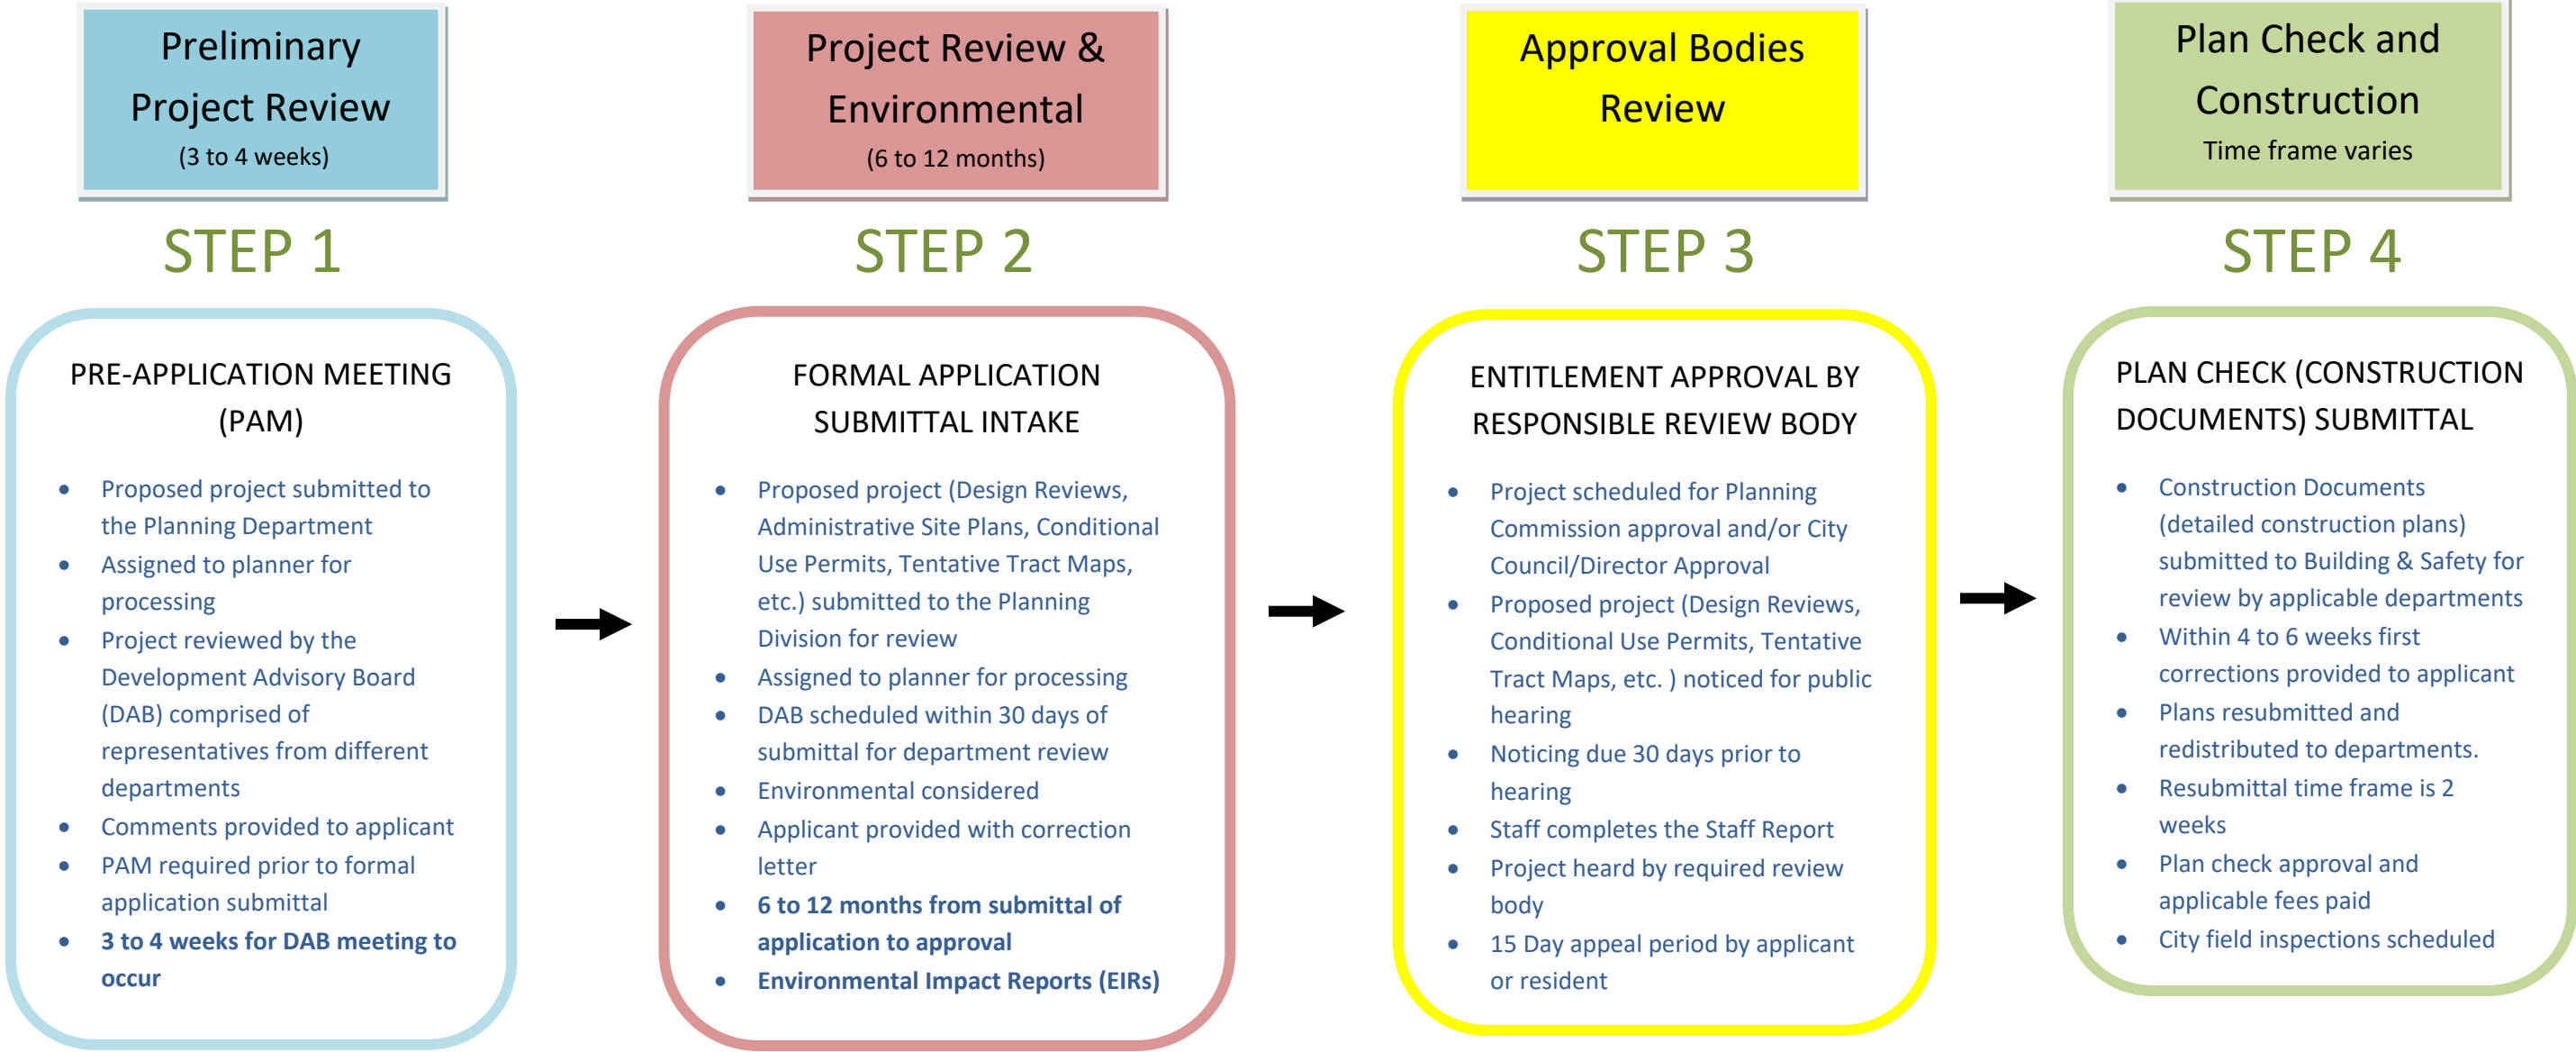 Preliminary
Project Review
(3 to 4 weeks)
STEP 1
PRE-APPLICATION MEETING
(PAM)
• Proposed project submitted to
the Planning Department
• Assigned to planner for
processing
• Project reviewed by the
Development Advisory Board
(DAB) comprised of
representatives from different
departments
• Comments provided to applicant
• PAM required prior to formal
application submittal
• 3 to 4 weeks for DAB meeting to
occur
Project Review &
Environmental
(6 to 12 months)
STEP 2
FORMAL APPLICATION
SUBMITTAL INTAKE
• Proposed project (Design Reviews,
Administrative Site Plans, Conditional
Use Permits, Tentative Tract Maps,
etc.) submitted to the Planning
Division for review
• Assigned to planner for processing
• DAB scheduled within 30 days of
submittal for department review
• Environmental considered
• Applicant provided with correction
letter
• 6 to 12 months from submittal of
application to approval
• Environmental Impact Reports (EIRs)
Approval Bodies
Review
STEP 3
ENTITLEMENT APPROVAL BY
RESPONSIBLE REVIEW BODY
• Project scheduled for Planning
Commission approval and/or City
Council/Director Approval
• Proposed project (Design Reviews,
Conditional Use Permits, Tentative
Tract Maps, etc. ) noticed for public
hearing
• Noticing due 30 days prior to
hearing
• Staff completes the Staff Report
• Project heard by required review
body
• 15 Day appeal period by applicant
or resident
Plan Check and
Construction
Time frame varies
STEP 4
PLAN CHECK (CONSTRUCTION
DOCUMENTS) SUBMITTAL
• Construction Documents
(detailed construction plans)
submitted to Building & Safety for
review by applicable departments
• Within 4 to 6 weeks first
corrections provided to applicant
• Plans resubmitted and
redistributed to departments.
• Resubmittal time frame is 2
weeks
• Plan check approval and
applicable fees paid
• City field inspections scheduled